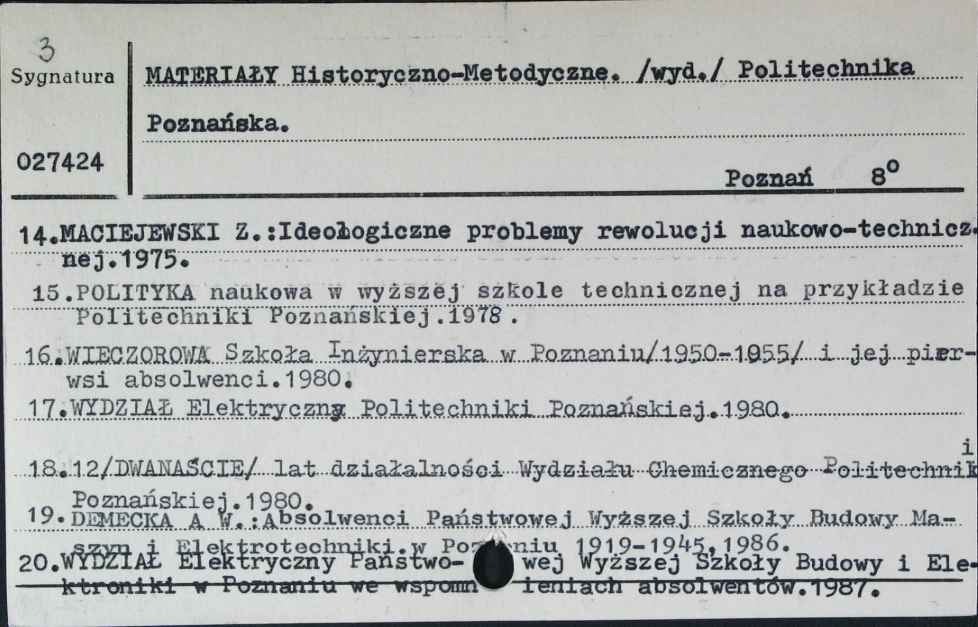 3
Sygnatura
MATERIAŁY Historyczno-Metodyczne. /wyd./ Politechnika
Poznańska.
027424
Poznań 8o
14.MACIEJEWSKI Z.:Ideologiczne problemy rewolucji naukowo-technicz.
nej.1975.
15.POLITYKA naukowa w wyższej szkole technicznej na przykładzie
Politechniki Poznańskiej.1978.
16.WIECZOROWA Szkoła Inżynierska w Poznaniu/1950-1955/ i jej pier-
wsi absolwenci.1980.
17.WYDZIAŁ Elektryczny Politechniki Poznańskiej.1980.
18.12/DWANAŚCIE/ lat działalności Wydziału Chemicznego Politechniki
Poznańskiej.1980.
19.DEMECKA A W.:Absolwenci Państwowej Wyższej Szkoły Budowy Ma-
szyn i Elektrotechniki.w Poznaniu 1919-1945,1986.
20.WYDZIAŁ Elektryczny Państwo- wej Wyższej Szkoły Budowy i Ele-
ktroniki w Poznaniu we wspomnieniach absolwentów.1987.